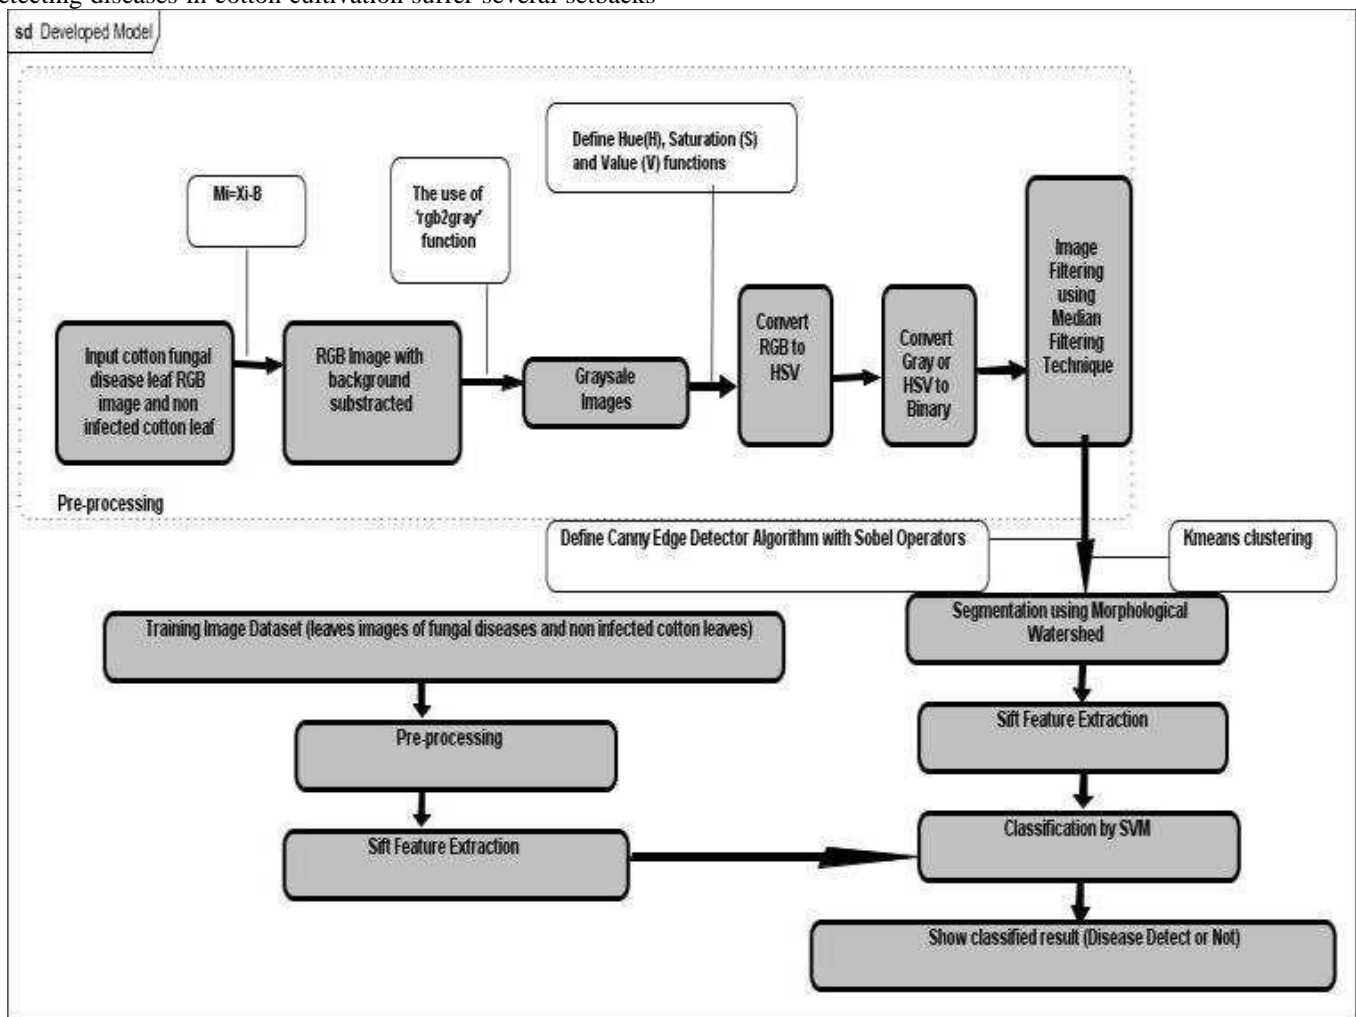 etecting diseases in cotton cultivation suffer several setbacks
sd Developed Model
Define Hue(H), Saturation (S)
and Value (V) functions
Mi=Xi-B
The use of
'rgb2gray'
function
Input cotton fungal
disease leaf RGB
image and non
infected cotton leaf
RGB Image with
background
substracted
Graysale
Images
Convert
RGB to
HSV
Convert
Gray or
HSV to
Binary
Image
Filtering
using
Median
Filtering
Technique
Pre-processing
Define Canny Edge Detector Algorithm with Sobel Operators
Kmeans clustering
Segmentation using Morphological
Watershed
Training Image Dataset (leaves images of fungal diseases and non infected cotton leaves)
Sift Feature Extraction
Pre-processing
Sift Feature Extraction
Classification by SVM
Show classified result (Disease Detect or Not)